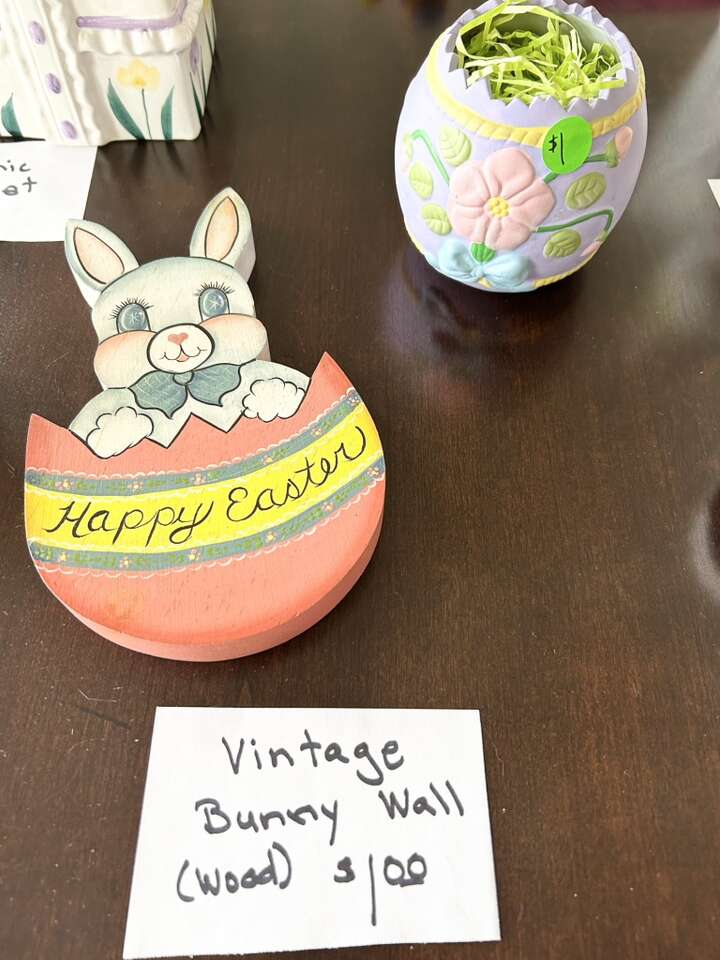 $1
Happy Easter
Vintage
Bunny Wall
(wood) $1.00